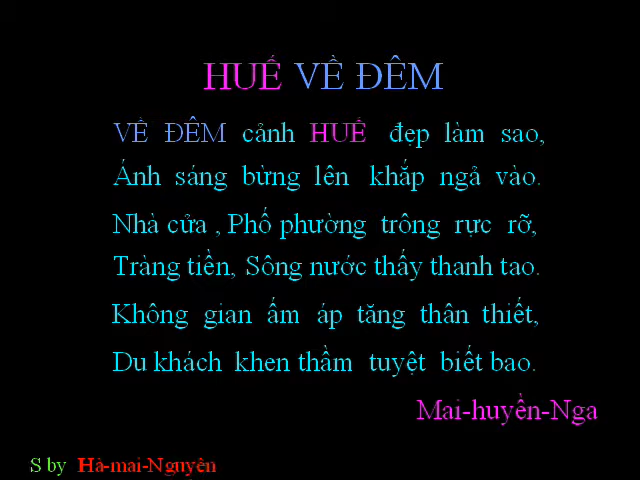 HUẾ VỀ ĐÊM
VỀ ĐÊM cảnh HUẾ đẹp làm sao,
Ánh sáng bừng lên khắp ngả vào.
Nhà cửa , Phố phường trông rực rỡ,
Tràng tiền, Sông nước thấy thanh tao.
Không gian ấm áp tăng thân thiết,
Du khách khen thầm tuyệt biết bao.
Mai-huyền-Nga
S by Hà-mai-Nguyên